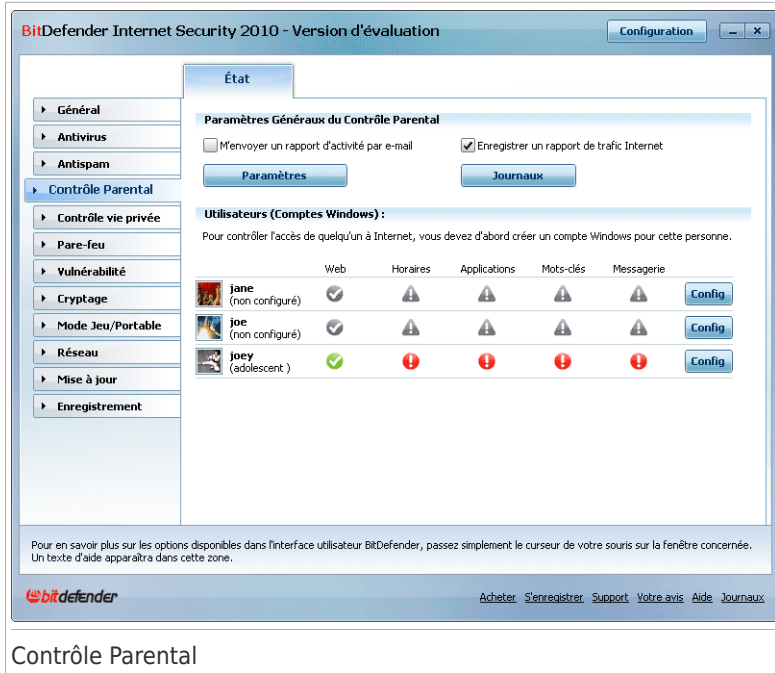 BitDefender Internet Security 2010 - Version d'évaluation
Configuration
État
Général
Antivirus
Antispam
Contrôle Parental
Contrôle vie privée
Pare-feu
Vulnérabilité
Cryptage
Mode Jeu/Portable
Réseau
Mise à jour
Enregistrement
Paramètres Généraux du Contrôle Parental
M'envoyer un rapport d'activité par e-mail
Enregistrer un rapport de trafic Internet
Paramètres
Journaux
Utilisateurs (Comptes Windows) :
Pour contrôler l'accès de quelqu'un à Internet, vous devez d'abord créer un compte Windows pour cette personne.
Web Horaires Applications Mots-clés Messagerie
jane
(non configuré)
Config
joe
(non configuré)
Config
joey
(adolescent )
Config
Pour en savoir plus sur les options disponibles dans l'interface utilisateur BitDefender, passez simplement le curseur de votre souris sur la fenêtre concernée.
Un texte d'aide apparaîtra dans cette zone.
bitdefender
Acheter S'enregistrer Support Votre avis Aide Journaux
Contrôle Parental